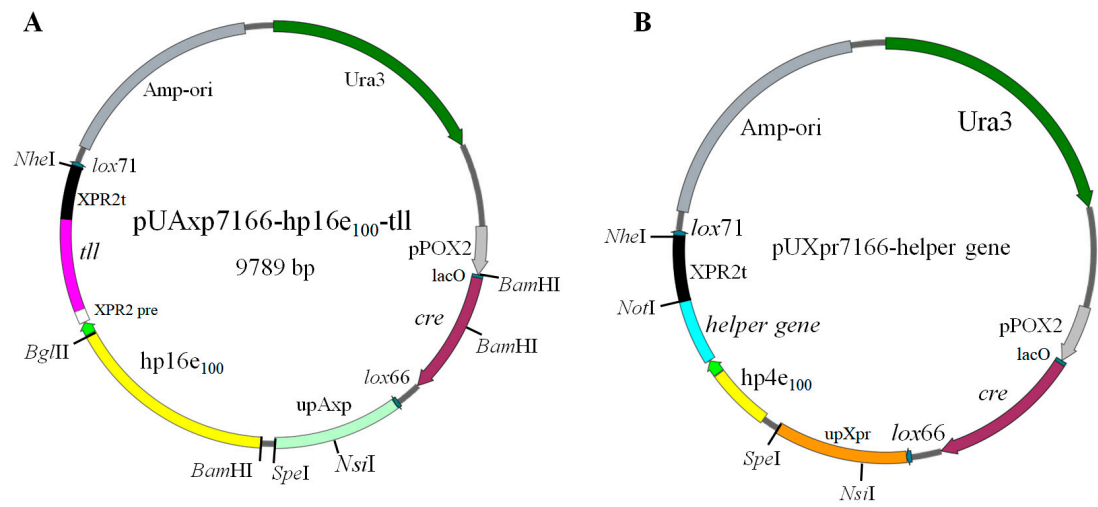 A
Amp-ori
Ura3
NheI
lox71
XPR2t
pUAxp7166-hp16e100-tll
9789 bp
pPOX2
lacO
BamHI
tll
cre
BamHI
XPR2 pre
BglII
hp16e100
lox66
upAxp
BamHI
SpeI
NsiI
B
Amp-ori
Ura3
NheI
lox71
pUXpr7166-helper gene
XPR2t
NotI
helper gene
pPOX2
lacO
hp4e100
cre
SpeI
upXpr
lox66
NsiI